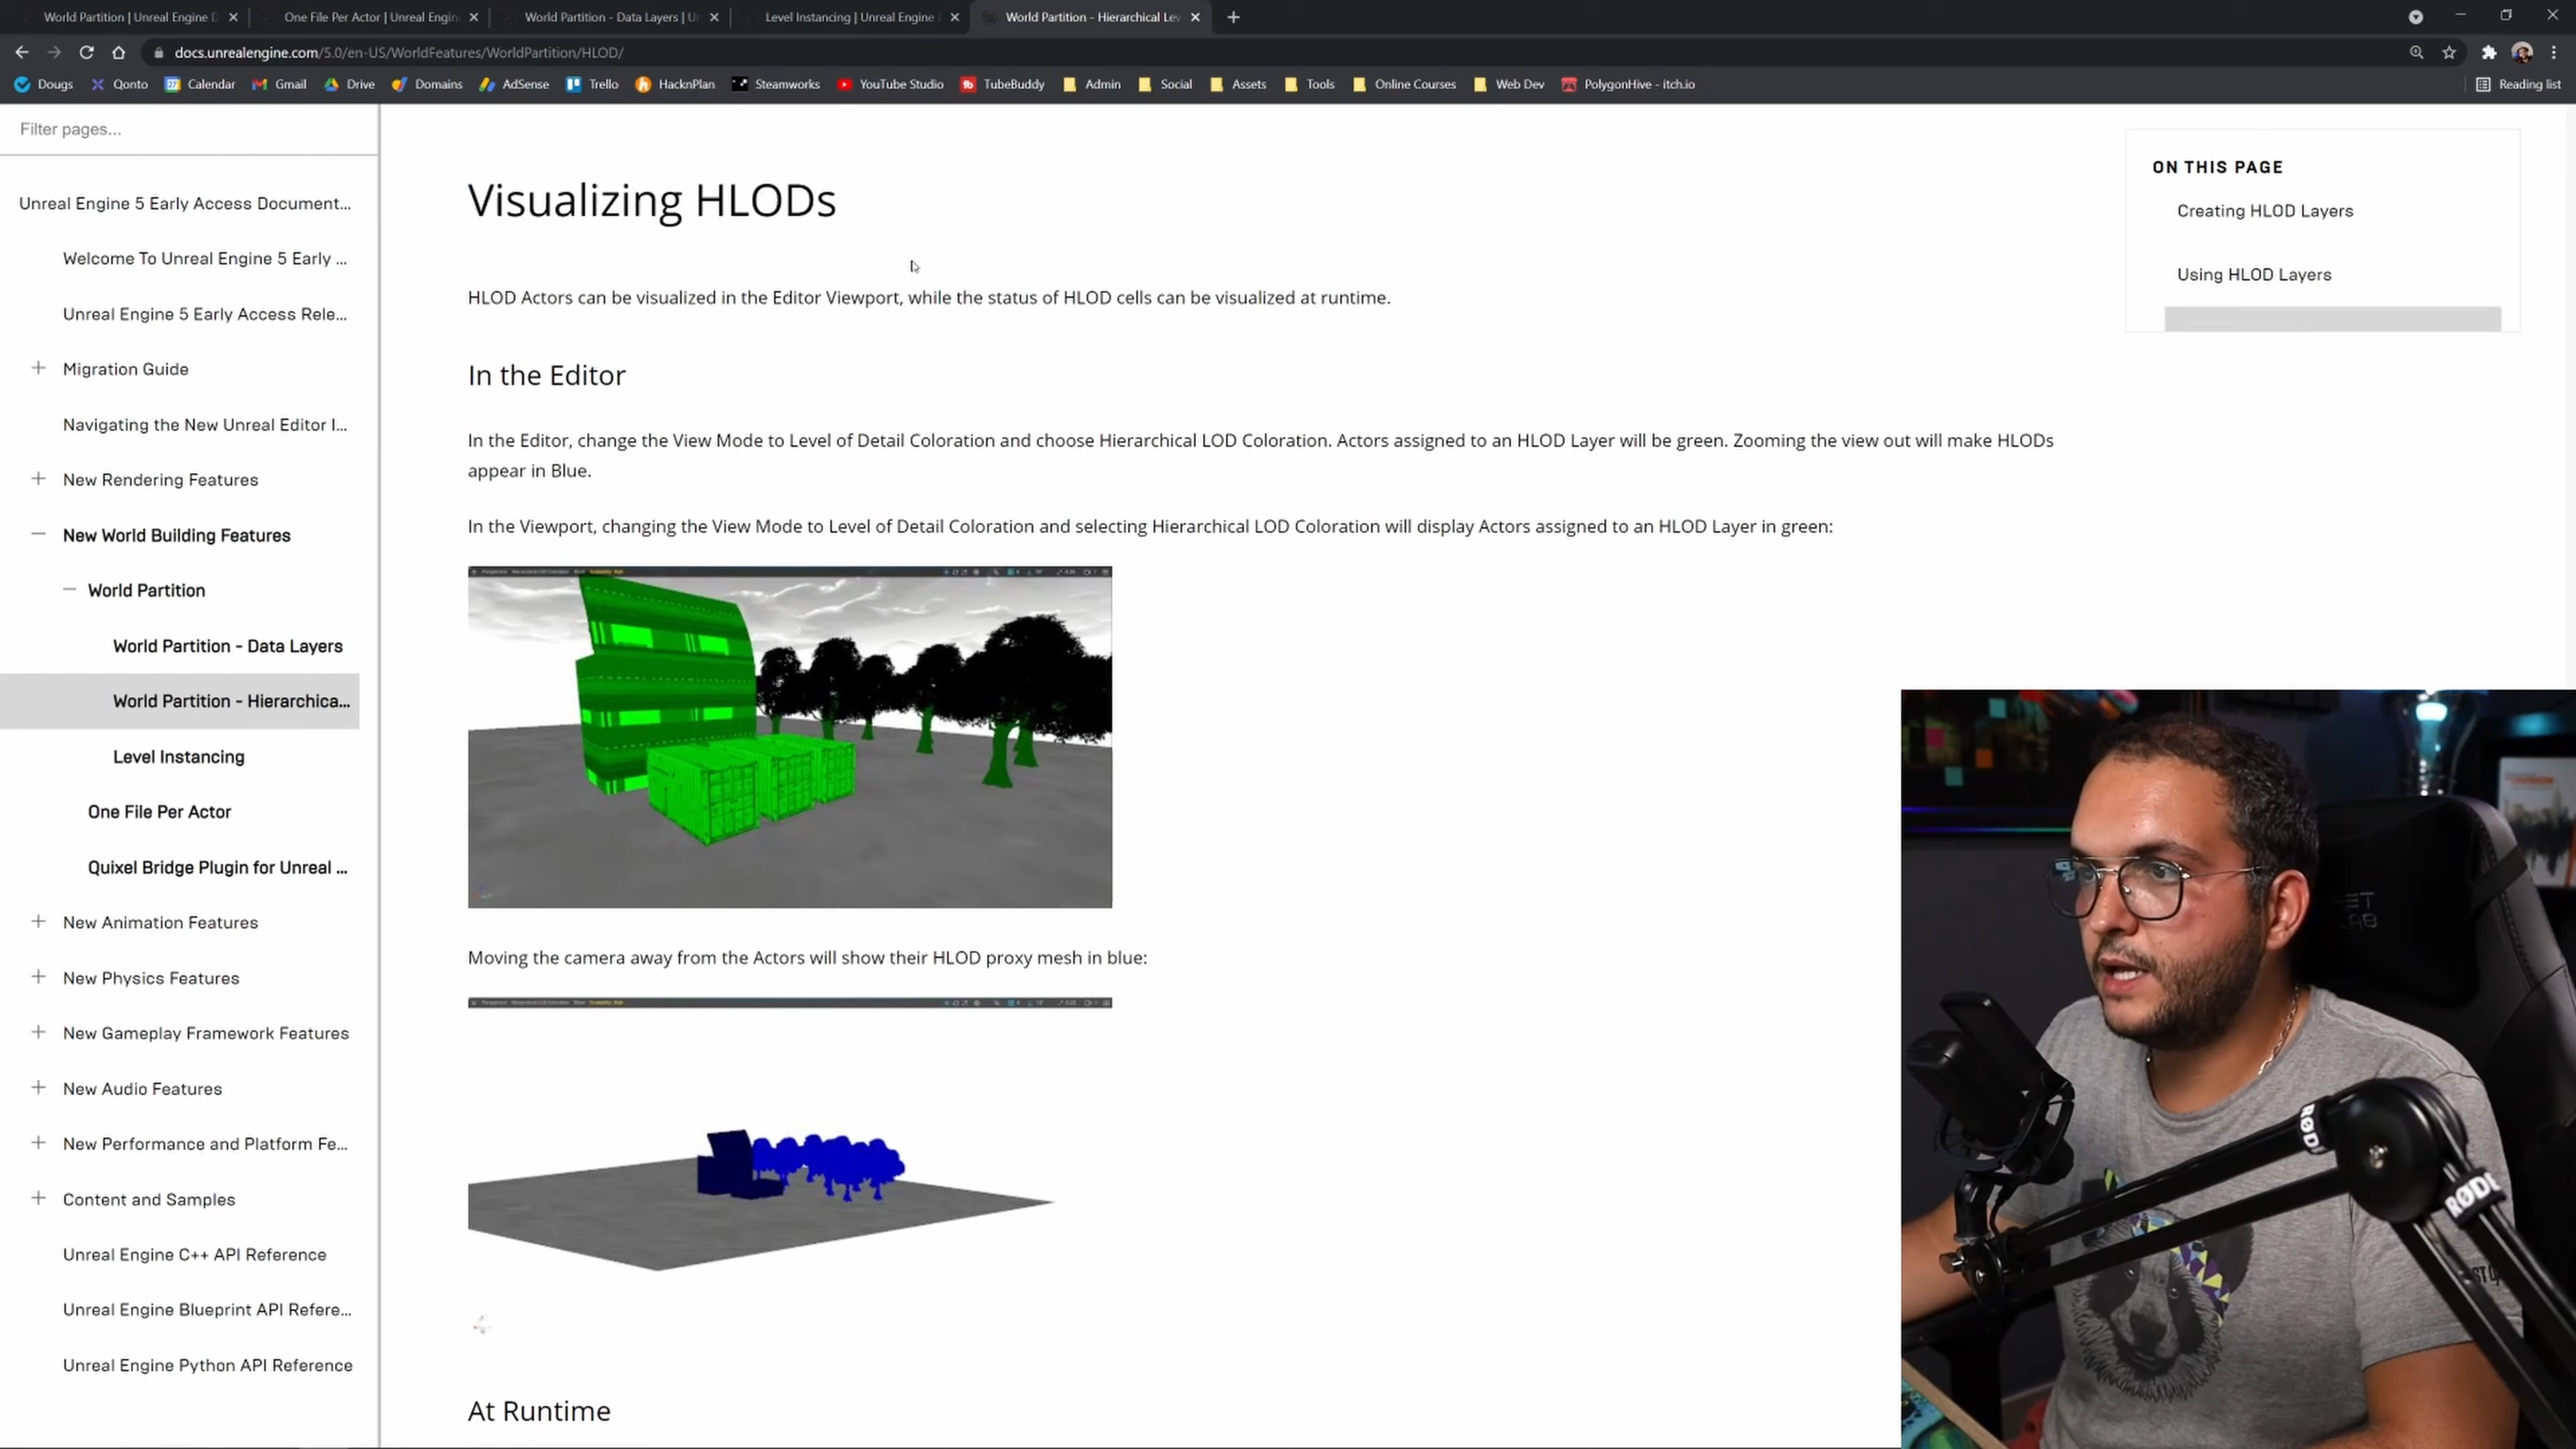 World Partition | Unreal Engine D
One File Per Actor | Unreal Engin
World Partition - Data Layers | U
Level Instancing | Unreal Engine
World Partition - Hierarchical Lev
docs.unrealengine.com/5.0/en-US/WorldFeatures/WorldPartition/HLOD/
Dougs
Qonto
Calendar
Gmail
Drive
Domains
AdSense
Trello
HacknPlan
Steamworks
YouTube Studio
TubeBuddy
Admin
Social
Assets
Tools
Online Courses
Web Dev
PolygonHive - itch.io
Reading list
Filter pages...
Unreal Engine 5 Early Access Document...
Welcome To Unreal Engine 5 Early ...
Unreal Engine 5 Early Access Rele...
Migration Guide
Navigating the New Unreal Editor I...
New Rendering Features
New World Building Features
World Partition
World Partition - Data Layers
World Partition - Hierarchica...
Level Instancing
One File Per Actor
Quixel Bridge Plugin for Unreal ...
New Animation Features
New Physics Features
New Gameplay Framework Features
New Audio Features
New Performance and Platform Fe...
Content and Samples
Unreal Engine C++ API Reference
Unreal Engine Blueprint API Refere...
Unreal Engine Python API Reference
Visualizing HLODs
HLOD Actors can be visualized in the Editor Viewport, while the status of HLOD cells can be visualized at runtime.
In the Editor
In the Editor, change the View Mode to Level of Detail Coloration and choose Hierarchical LOD Coloration. Actors assigned to an HLOD Layer will be green. Zooming the view out will make HLODs
appear in Blue.
In the Viewport, changing the View Mode to Level of Detail Coloration and selecting Hierarchical LOD Coloration will display Actors assigned to an HLOD Layer in green:
Moving the camera away from the Actors will show their HLOD proxy mesh in blue:
At Runtime
ON THIS PAGE
Creating HLOD Layers
Using HLOD Layers
RØDE
RØDE